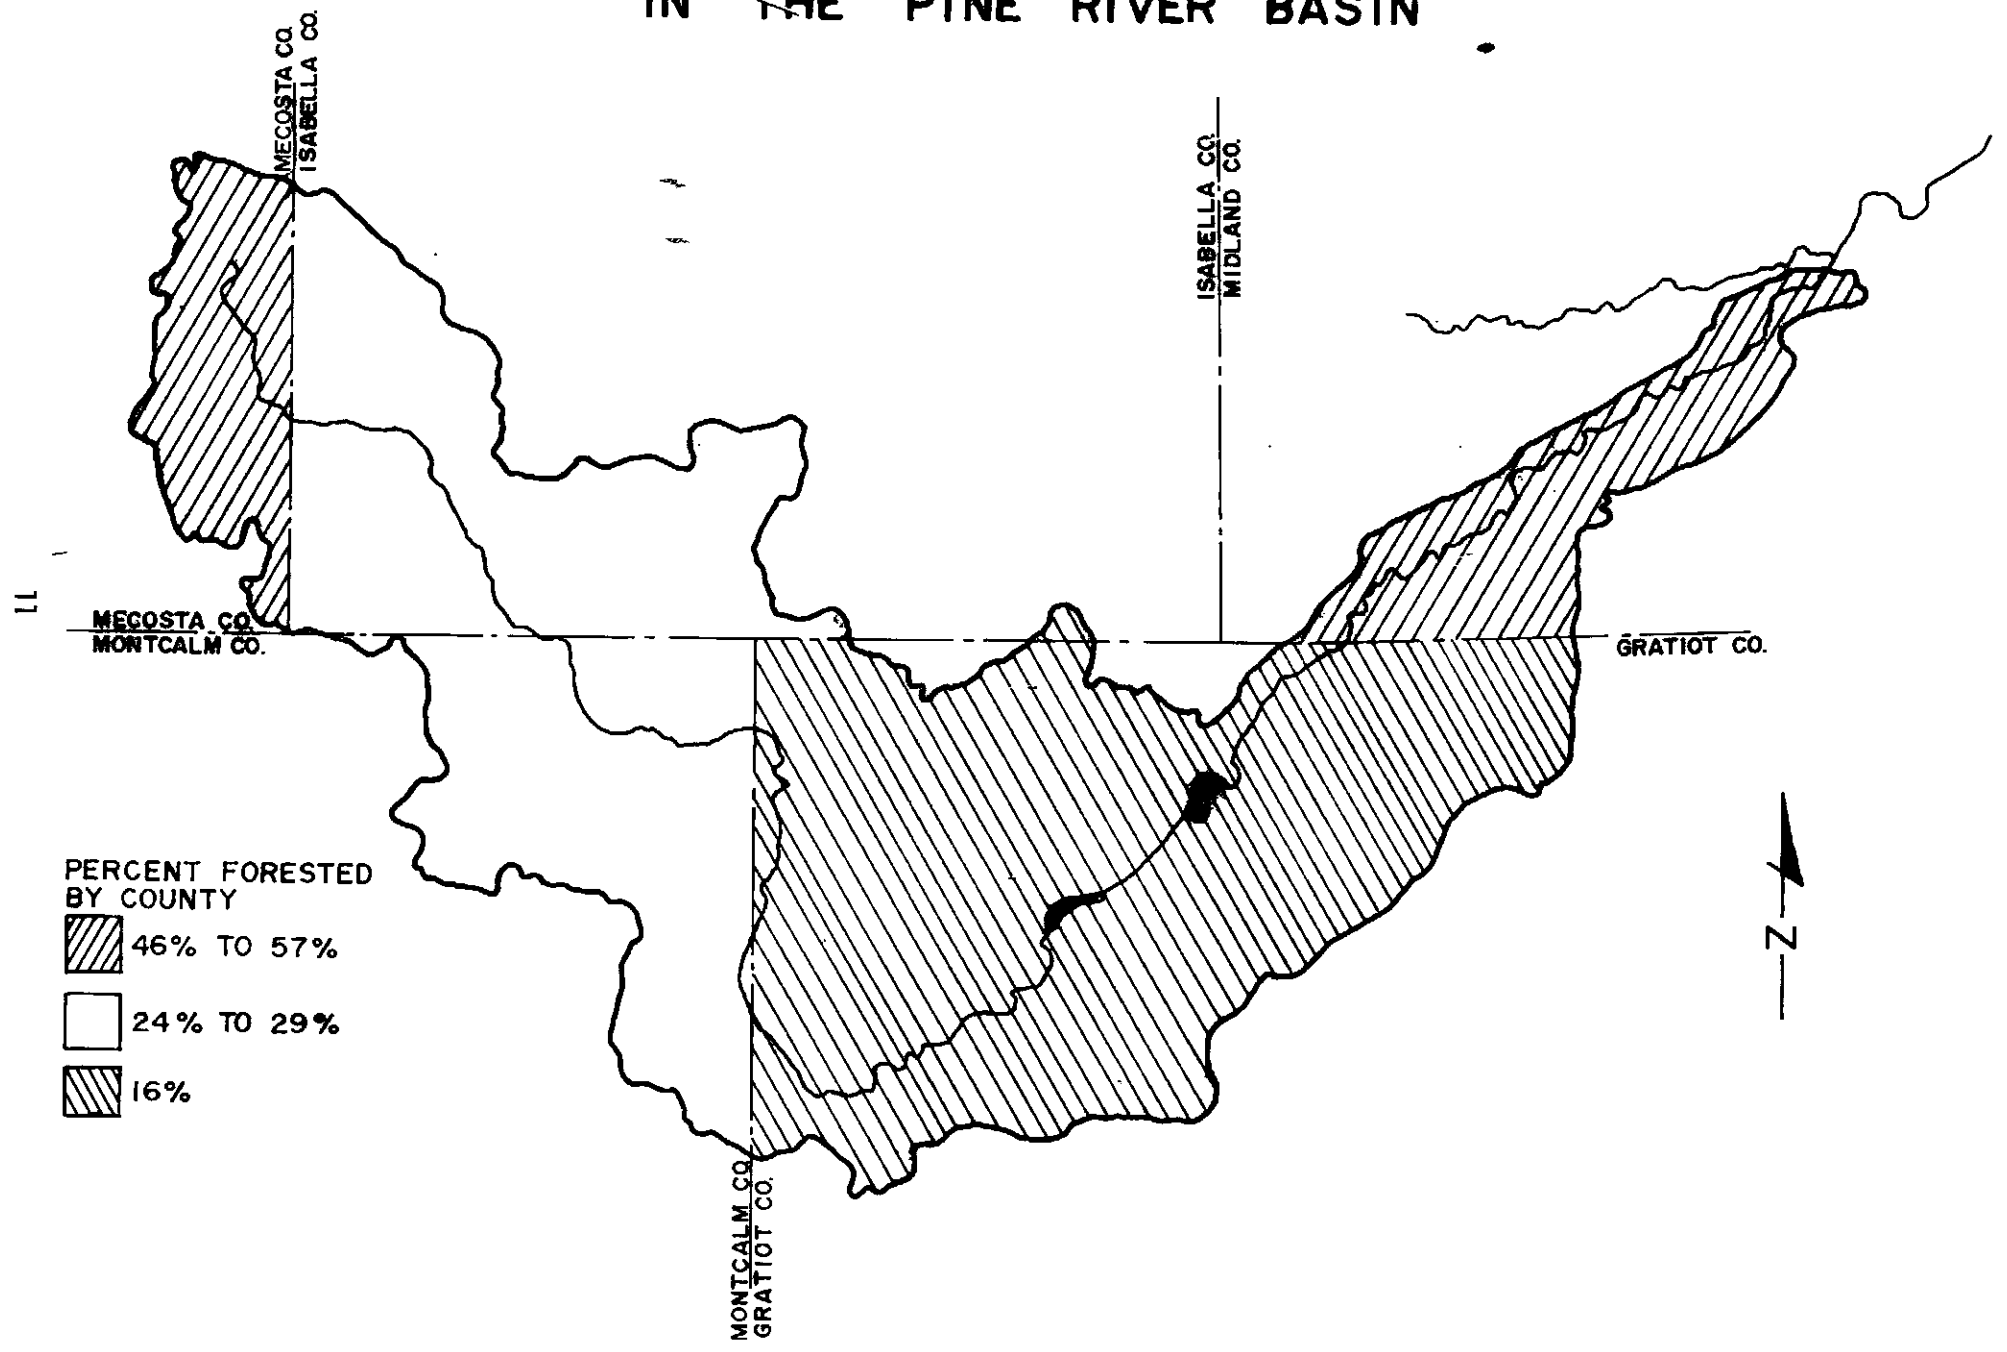 IN THE PINE RIVER BASIN
MECOSTA CO.
ISABELLA CO.
ISABELLA CO.
MIDLAND CO.
11
MECOSTA CO.
MONTCALM CO.
GRATIOT CO.
PERCENT FORESTED
BY COUNTY
46% TO 57%
24% TO 29%
16%
N
MONTCALM CO.
GRATIOT CO.